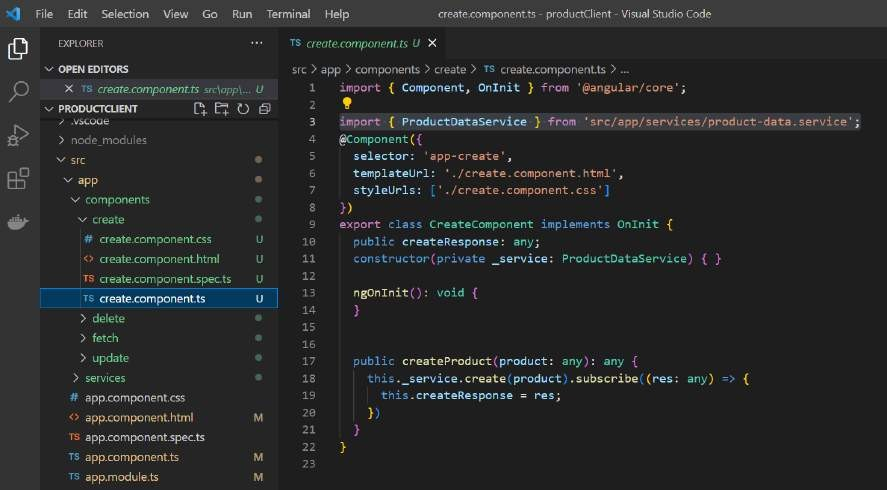 File Edit Selection View Go Run Terminal Help create.component.ts - productClient - Visual Studio Code
EXPLORER ···
OPEN EDITORS
TS create.component.ts src\app\... U
PRODUCTCLIENT
.vscode
node_modules
src
app
components
create
# create.component.css U
<> create.component.html U
TS create.component.spec.ts U
TS create.component.ts U
delete
fetch
update
services
# app.component.css
<> app.component.html M
TS app.component.spec.ts
TS app.component.ts M
TS app.module.ts M
TS create.component.ts U ×
src > app > components > create > TS create.component.ts > ...
1 import { Component, OnInit } from '@angular/core';
2
3 import { ProductDataService } from 'src/app/services/product-data.service';
4 @Component({
5 selector: 'app-create',
6 templateUrl: './create.component.html',
7 styleUrls: ['./create.component.css']
8 })
9 export class CreateComponent implements OnInit {
10 public createResponse: any;
11 constructor(private _service: ProductDataService) { }
12
13 ngOnInit(): void {
14 }
15
16
17 public createProduct(product: any): any {
18 this._service.create(product).subscribe((res: any) => {
19 this.createResponse = res;
20 })
21 }
22 }
23